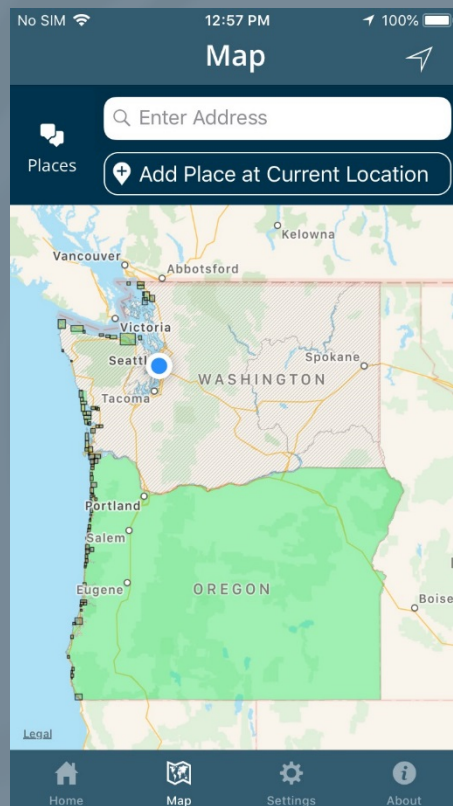 No SIM 12:57 PM 100%
Map
Enter Address
Places
Add Place at Current Location
Kelowna
Vancouver
Abbotsford
Victoria
Seattl
Spokane
WASHINGTON
Tacoma
Portland
Salem
Eugene
OREGON
Boise
Legal
Home Map Settings About